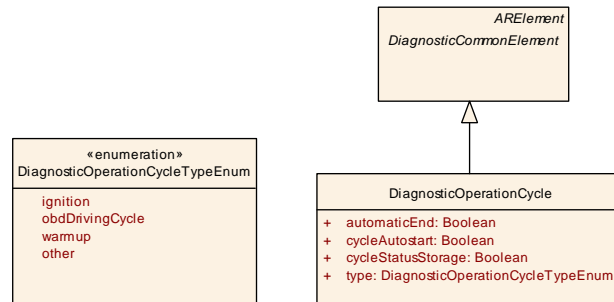 ARElement
DiagnosticCommonElement
«enumeration»
DiagnosticOperationCycleTypeEnum
ignition
obdDrivingCycle
warmup
other
DiagnosticOperationCycle
+ automaticEnd: Boolean
+ cycleAutostart: Boolean
+ cycleStatusStorage: Boolean
+ type: DiagnosticOperationCycleTypeEnum